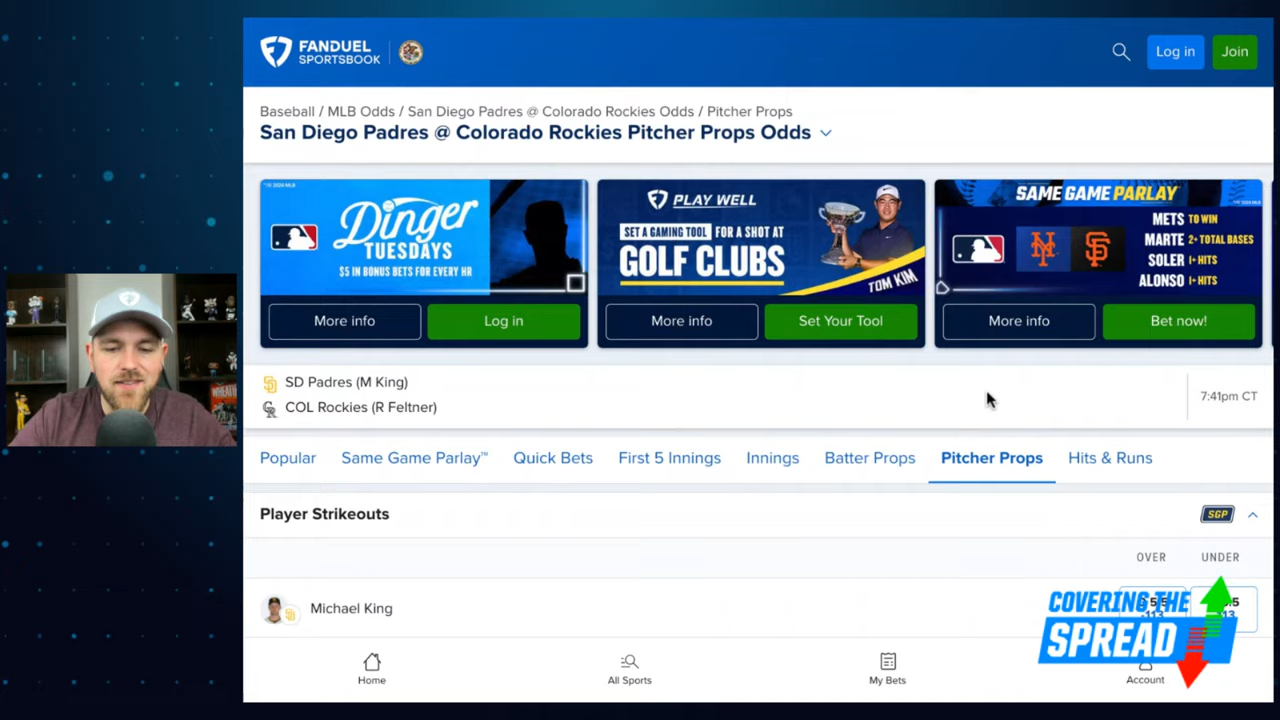 FANDUEL
SPORTSBOOK
Log in
Join
Baseball / MLB Odds / San Diego Padres @ Colorado Rockies Odds / Pitcher Props
San Diego Padres @ Colorado Rockies Pitcher Props Odds
Dinger
TUESDAYS
$5 IN BONUS BETS FOR EVERY HR
More info
Log in
PLAY WELL
SET A GAMING TOOL FOR A SHOT AT
GOLF CLUBS
TOM KIM
More info
Set Your Tool
SAME GAME PARLAY
METS TO WIN
MARTE 2+ TOTAL BASES
SOLER 1+ HITS
ALONSO 1+ HITS
More info
Bet now!
SD Padres (M King)
COL Rockies (R Feltner)
7:41pm CT
Popular
Same Game Parlay™
Quick Bets
First 5 Innings
Innings
Batter Props
Pitcher Props
Hits & Runs
Player Strikeouts
SGP
OVER
UNDER
Michael King
COVERING THE
SPREAD
Home
All Sports
My Bets
Account